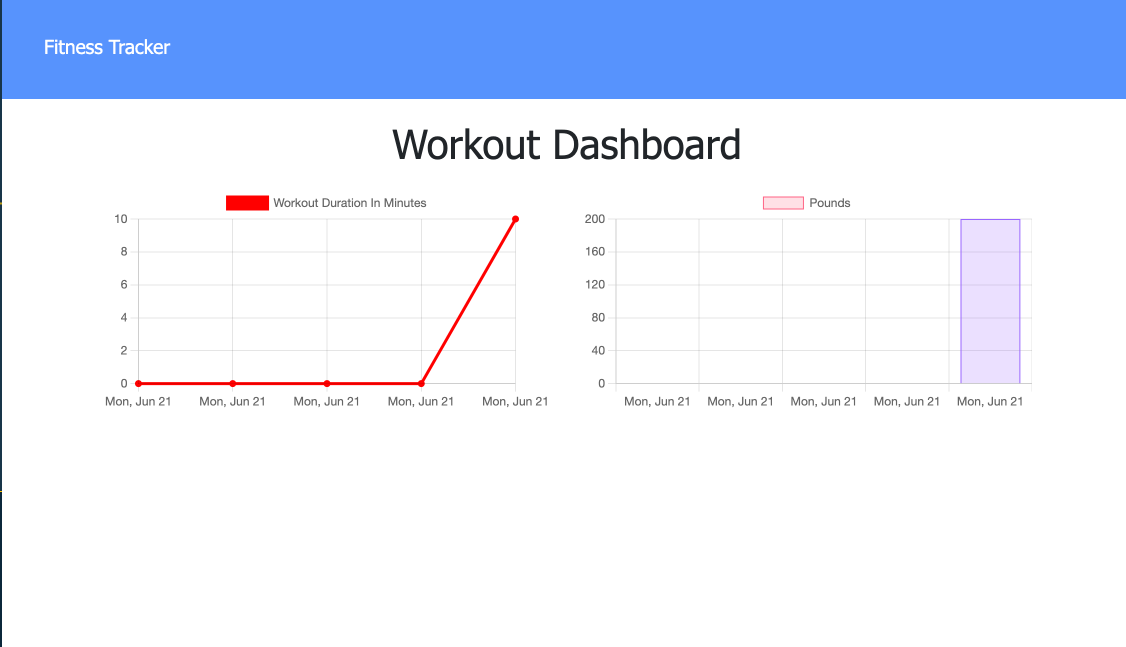 Fitness Tracker
Workout Dashboard
Workout Duration In Minutes
10
8
6
4
2
0
Mon, Jun 21 Mon, Jun 21 Mon, Jun 21 Mon, Jun 21 Mon, Jun 21
Pounds
200
160
120
80
40
0
Mon, Jun 21 Mon, Jun 21 Mon, Jun 21 Mon, Jun 21 Mon, Jun 21